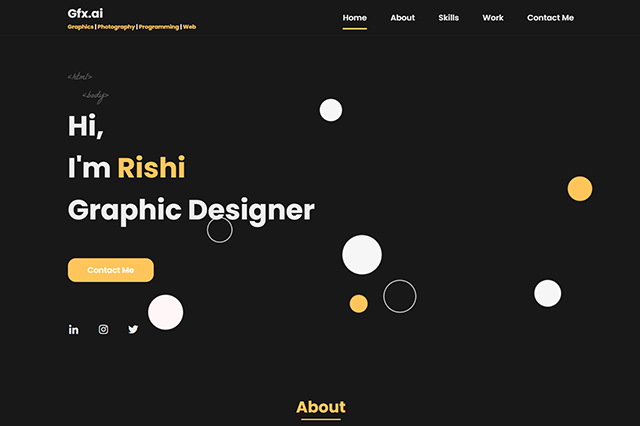 Gfx.ai
Graphics | Photography | Programming | Web
Home About Skills Work Contact Me
<html>
<body>
Hi,
I'm Rishi
Graphic Designer
Contact Me
in
About